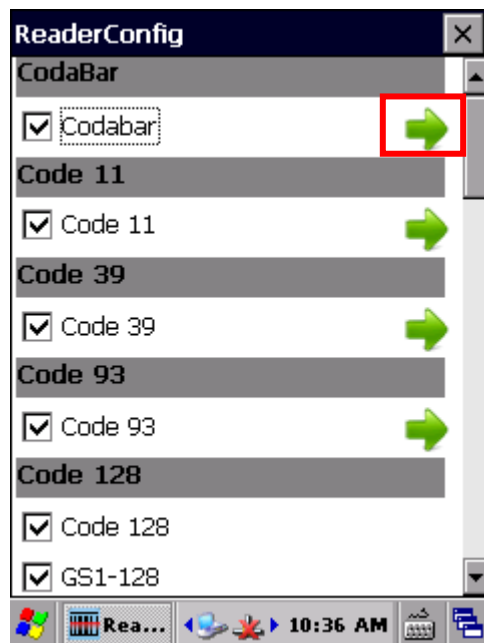 ReaderConfig
CodaBar
Codabar
Code 11
Code 11
Code 39
Code 39
Code 93
Code 93
Code 128
Code 128
GS1-128
Rea... 10:36 AM